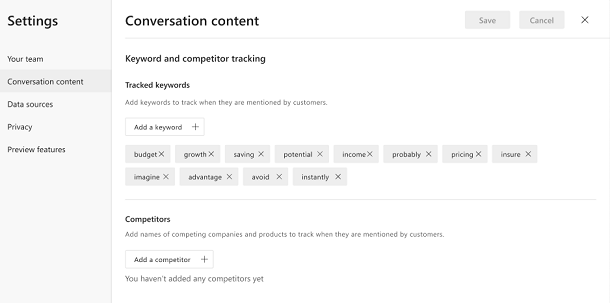 Settings
Conversation content
Save
Cancel
Your team
Conversation content
Data sources
Privacy
Preview features
Keyword and competitor tracking
Tracked keywords
Add keywords to track when they are mentioned by customers.
Add a keyword
budget growth saving potential income probably pricing insure
imagine advantage avoid instantly
Competitors
Add names of competing companies and products to track when they are mentioned by customers.
Add a competitor
You haven't added any competitors yet